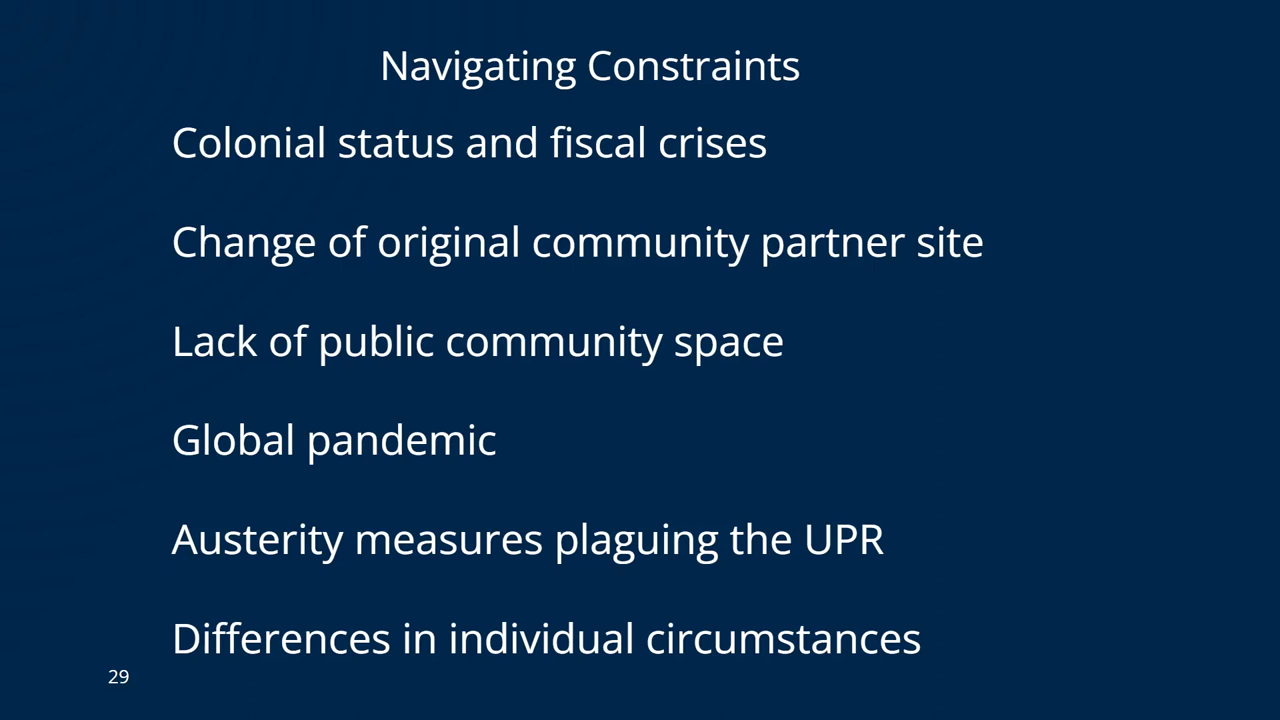 Navigating Constraints
Colonial status and fiscal crises
Change of original community partner site
Lack of public community space
Global pandemic
Austerity measures plaguing the UPR
Differences in individual circumstances
29